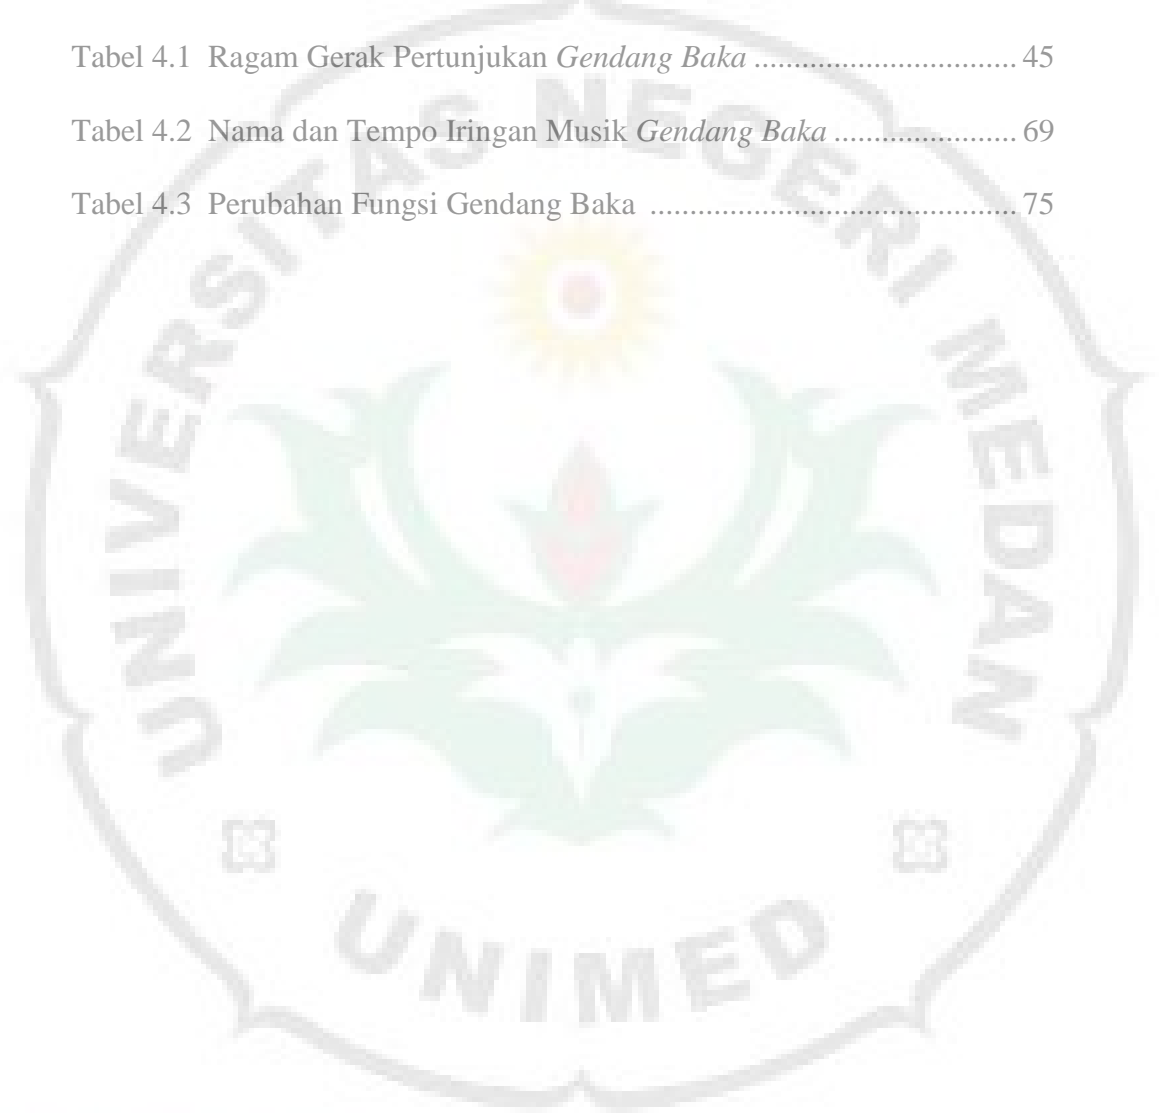 Tabel 4.1 Ragam Gerak Pertunjukan Gendang Baka ................................. 45
Tabel 4.2 Nama dan Tempo Iringan Musik Gendang Baka ....................... 69
Tabel 4.3 Perubahan Fungsi Gendang Baka .............................................. 75
UNIVERSITAS NEGERI MEDAN
UNIMED